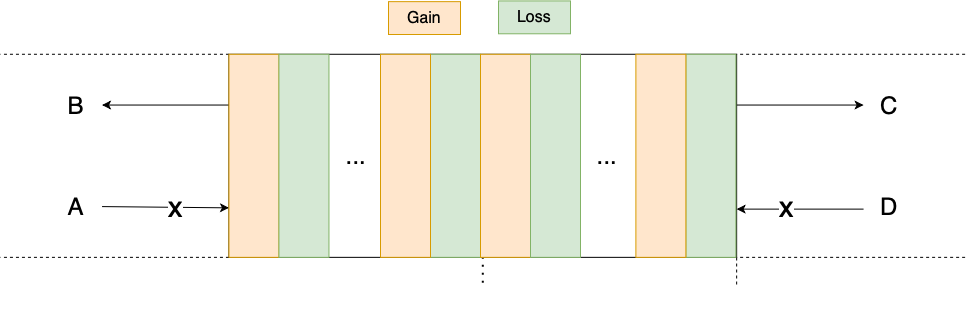 Gain Loss
B C
... ...
A X X D